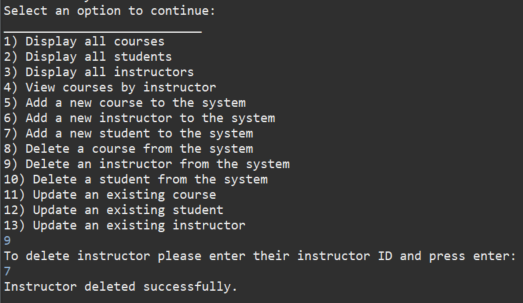 Select an option to continue:
1) Display all courses
2) Display all students
3) Display all instructors
4) View courses by instructor
5) Add a new course to the system
6) Add a new instructor to the system
7) Add a new student to the system
8) Delete a course from the system
9) Delete an instructor from the system
10) Delete a student from the system
11) Update an existing course
12) Update an existing student
13) Update an existing instructor
9
To delete instructor please enter their instructor ID and press enter:
7
Instructor deleted successfully.